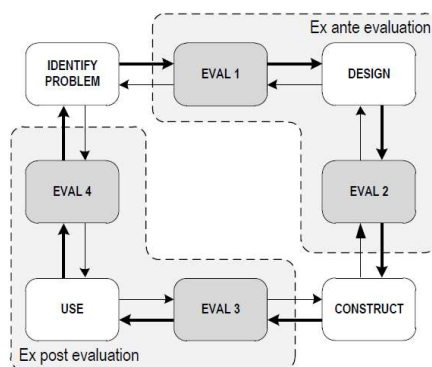 Ex ante evaluation
IDENTIFY
PROBLEM
EVAL 1
DESIGN
EVAL 4
EVAL 2
USE
EVAL 3
CONSTRUCT
Ex post evaluation